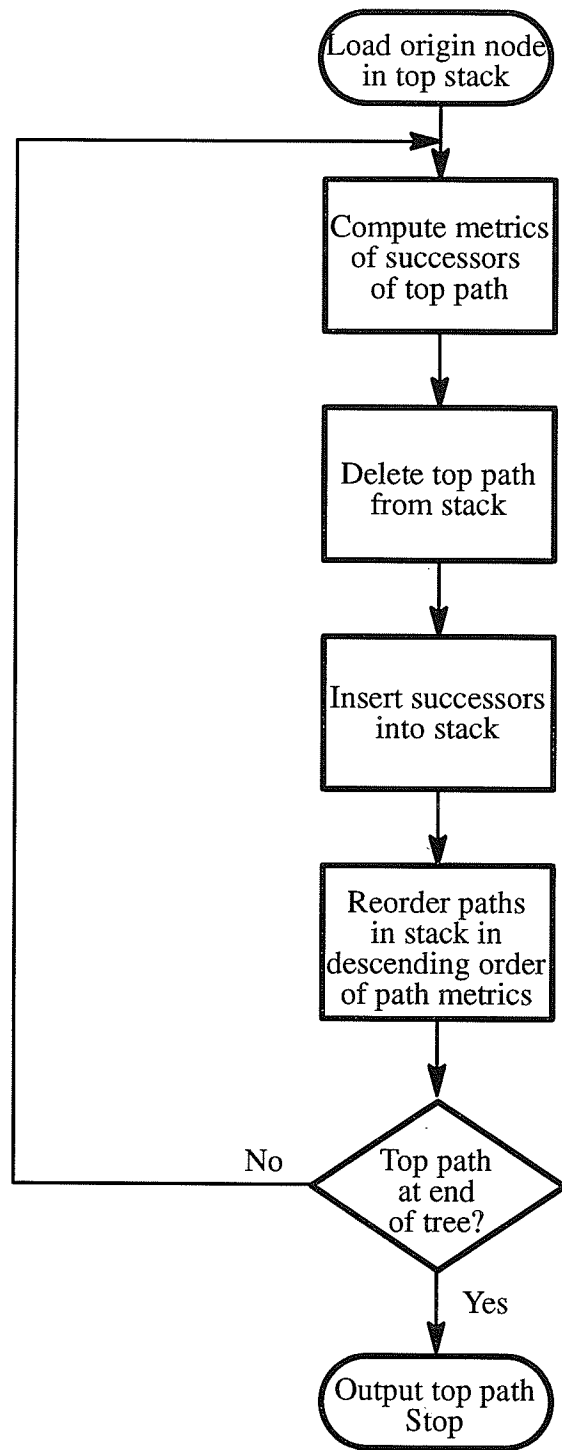 Load origin node
in top stack
Compute metrics
of successors
of top path
Delete top path
from stack
Insert successors
into stack
Reorder paths
in stack in
descending order
of path metrics
No
Top path
at end
of tree?
Yes
Output top path
Stop